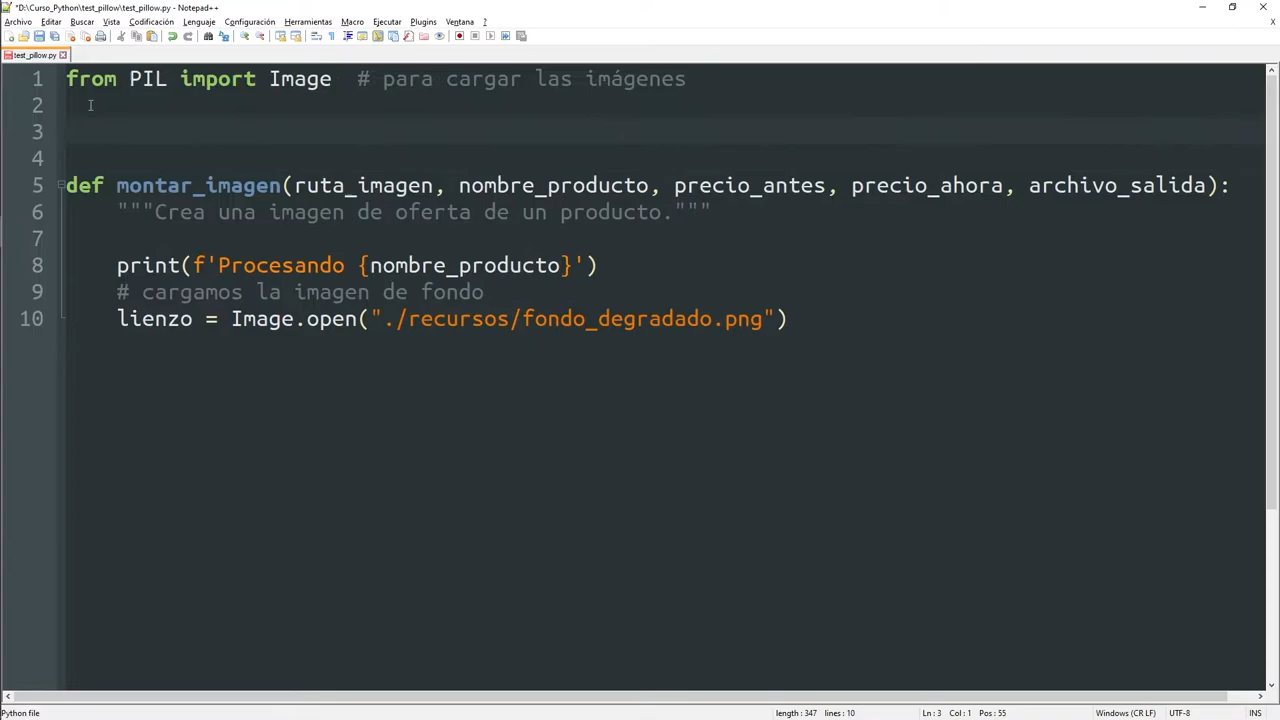 *D:\Curso_Python\test_pillow\test_pillow.py - Notepad++
Archivo Editar Buscar Vista Codificación Lenguaje Configuración Herramientas Macro Ejecutar Plugins Ventana ?
X
test_pillow.py
1 from PIL import Image  # para cargar las imágenes
2
3
4
5 def montar_imagen(ruta_imagen, nombre_producto, precio_antes, precio_ahora, archivo_salida):
6     """Crea una imagen de oferta de un producto."""
7
8     print(f'Procesando {nombre_producto}')
9     # cargamos la imagen de fondo
10     lienzo = Image.open("./recursos/fondo_degradado.png")
Python file length : 347 lines : 10 Ln : 3 Col : 1 Pos : 55 Windows (CR LF) UTF-8 INS